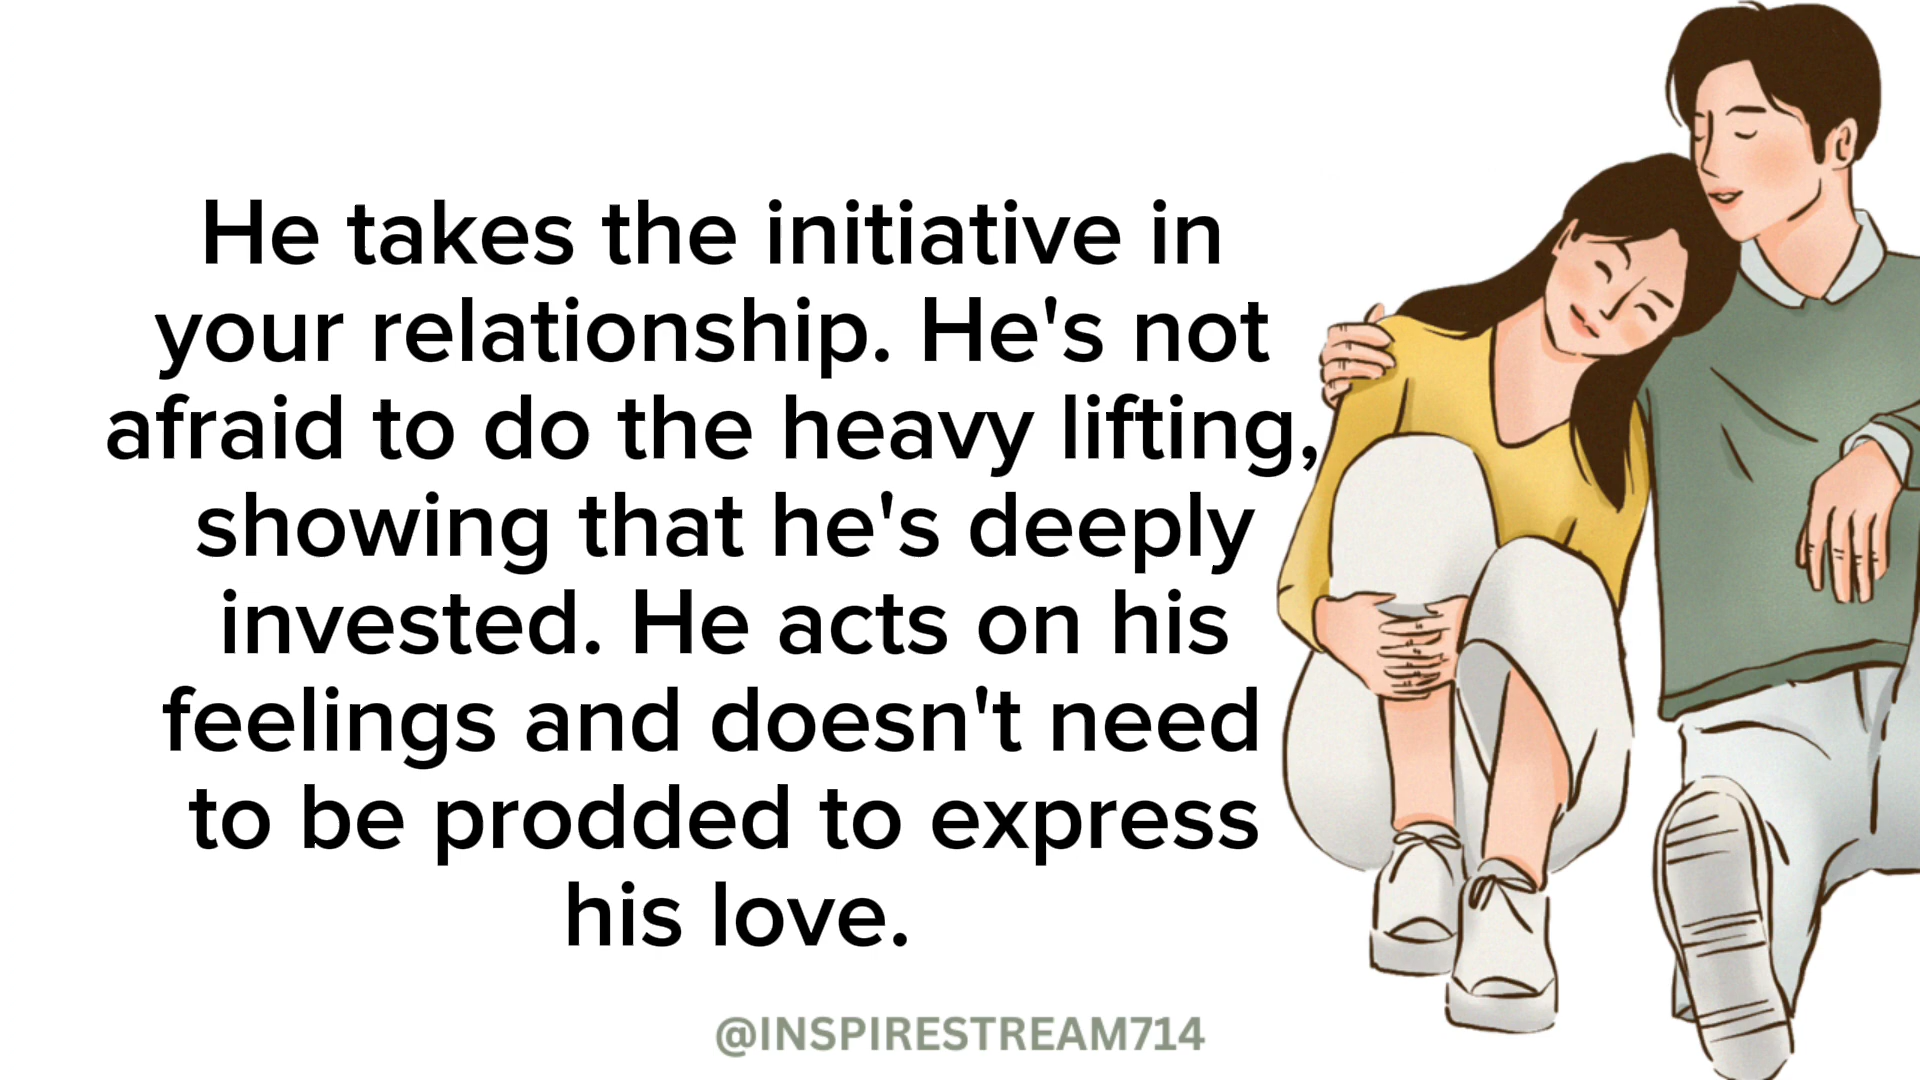 He takes the initiative in
your relationship. He's not
afraid to do the heavy lifting,
showing that he's deeply
invested. He acts on his
feelings and doesn't need
to be prodded to express
his love.
@INSPIRESTREAM714